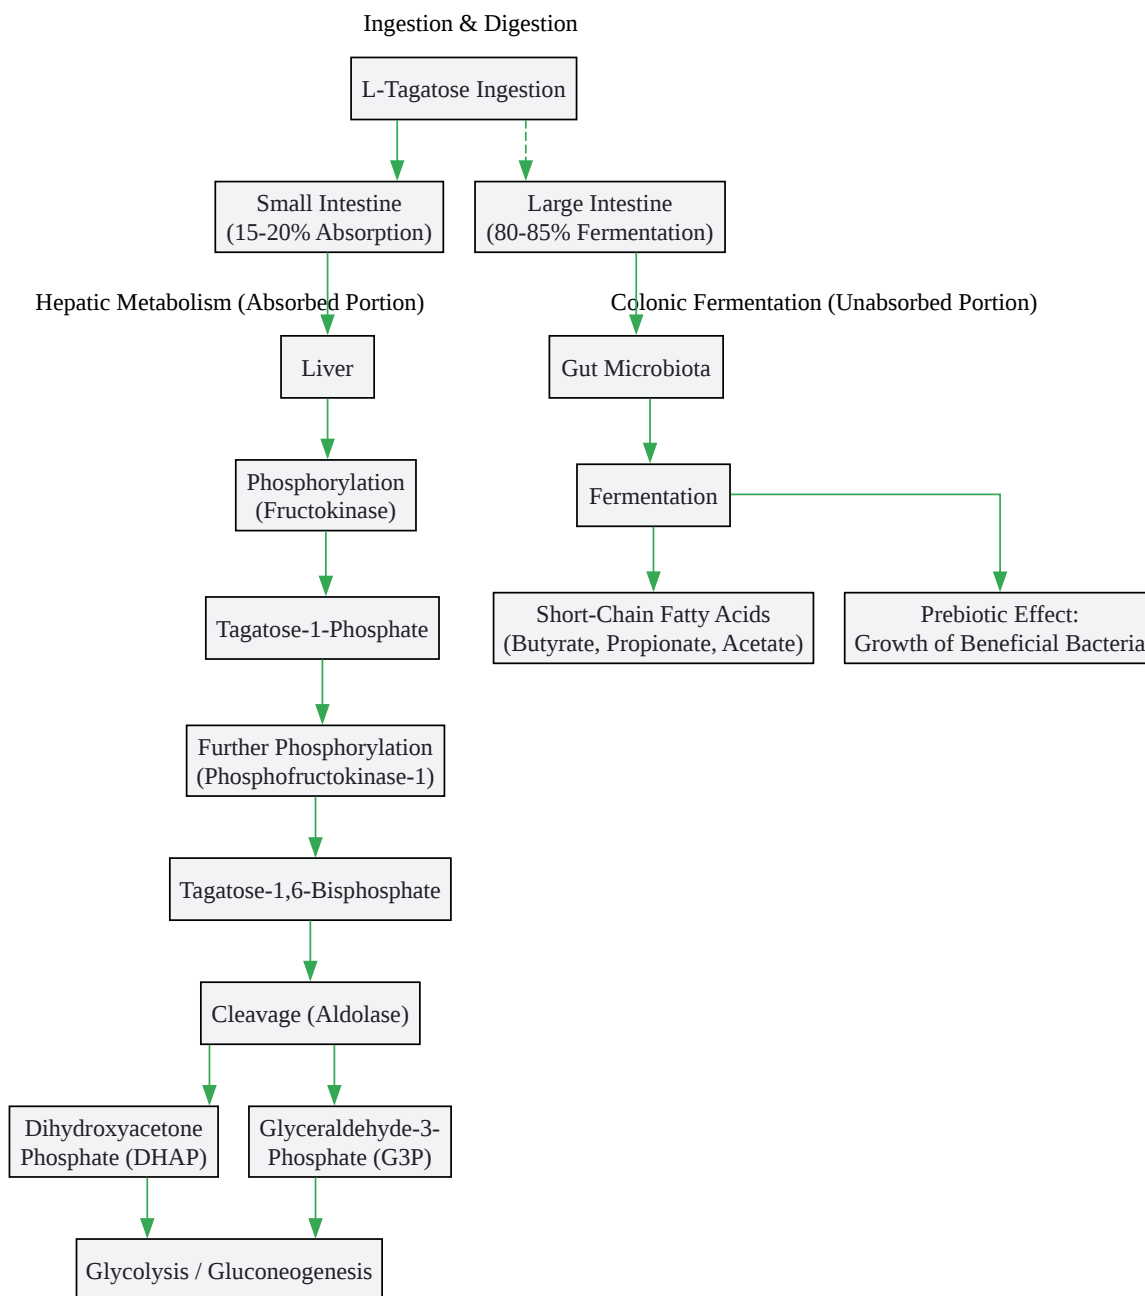 Ingestion & Digestion
L-Tagatose Ingestion
Small Intestine
(15-20% Absorption)
Large Intestine
(80-85% Fermentation)
Hepatic Metabolism (Absorbed Portion)
Colonic Fermentation (Unabsorbed Portion)
Liver
Gut Microbiota
Phosphorylation
(Fructokinase)
Fermentation
Tagatose-1-Phosphate
Short-Chain Fatty Acids
(Butyrate, Propionate, Acetate)
Prebiotic Effect:
Growth of Beneficial Bacteria
Further Phosphorylation
(Phosphofructokinase-1)
Tagatose-1,6-Bisphosphate
Cleavage (Aldolase)
Dihydroxyacetone
Phosphate (DHAP)
Glyceraldehyde-3-
Phosphate (G3P)
Glycolysis / Gluconeogenesis